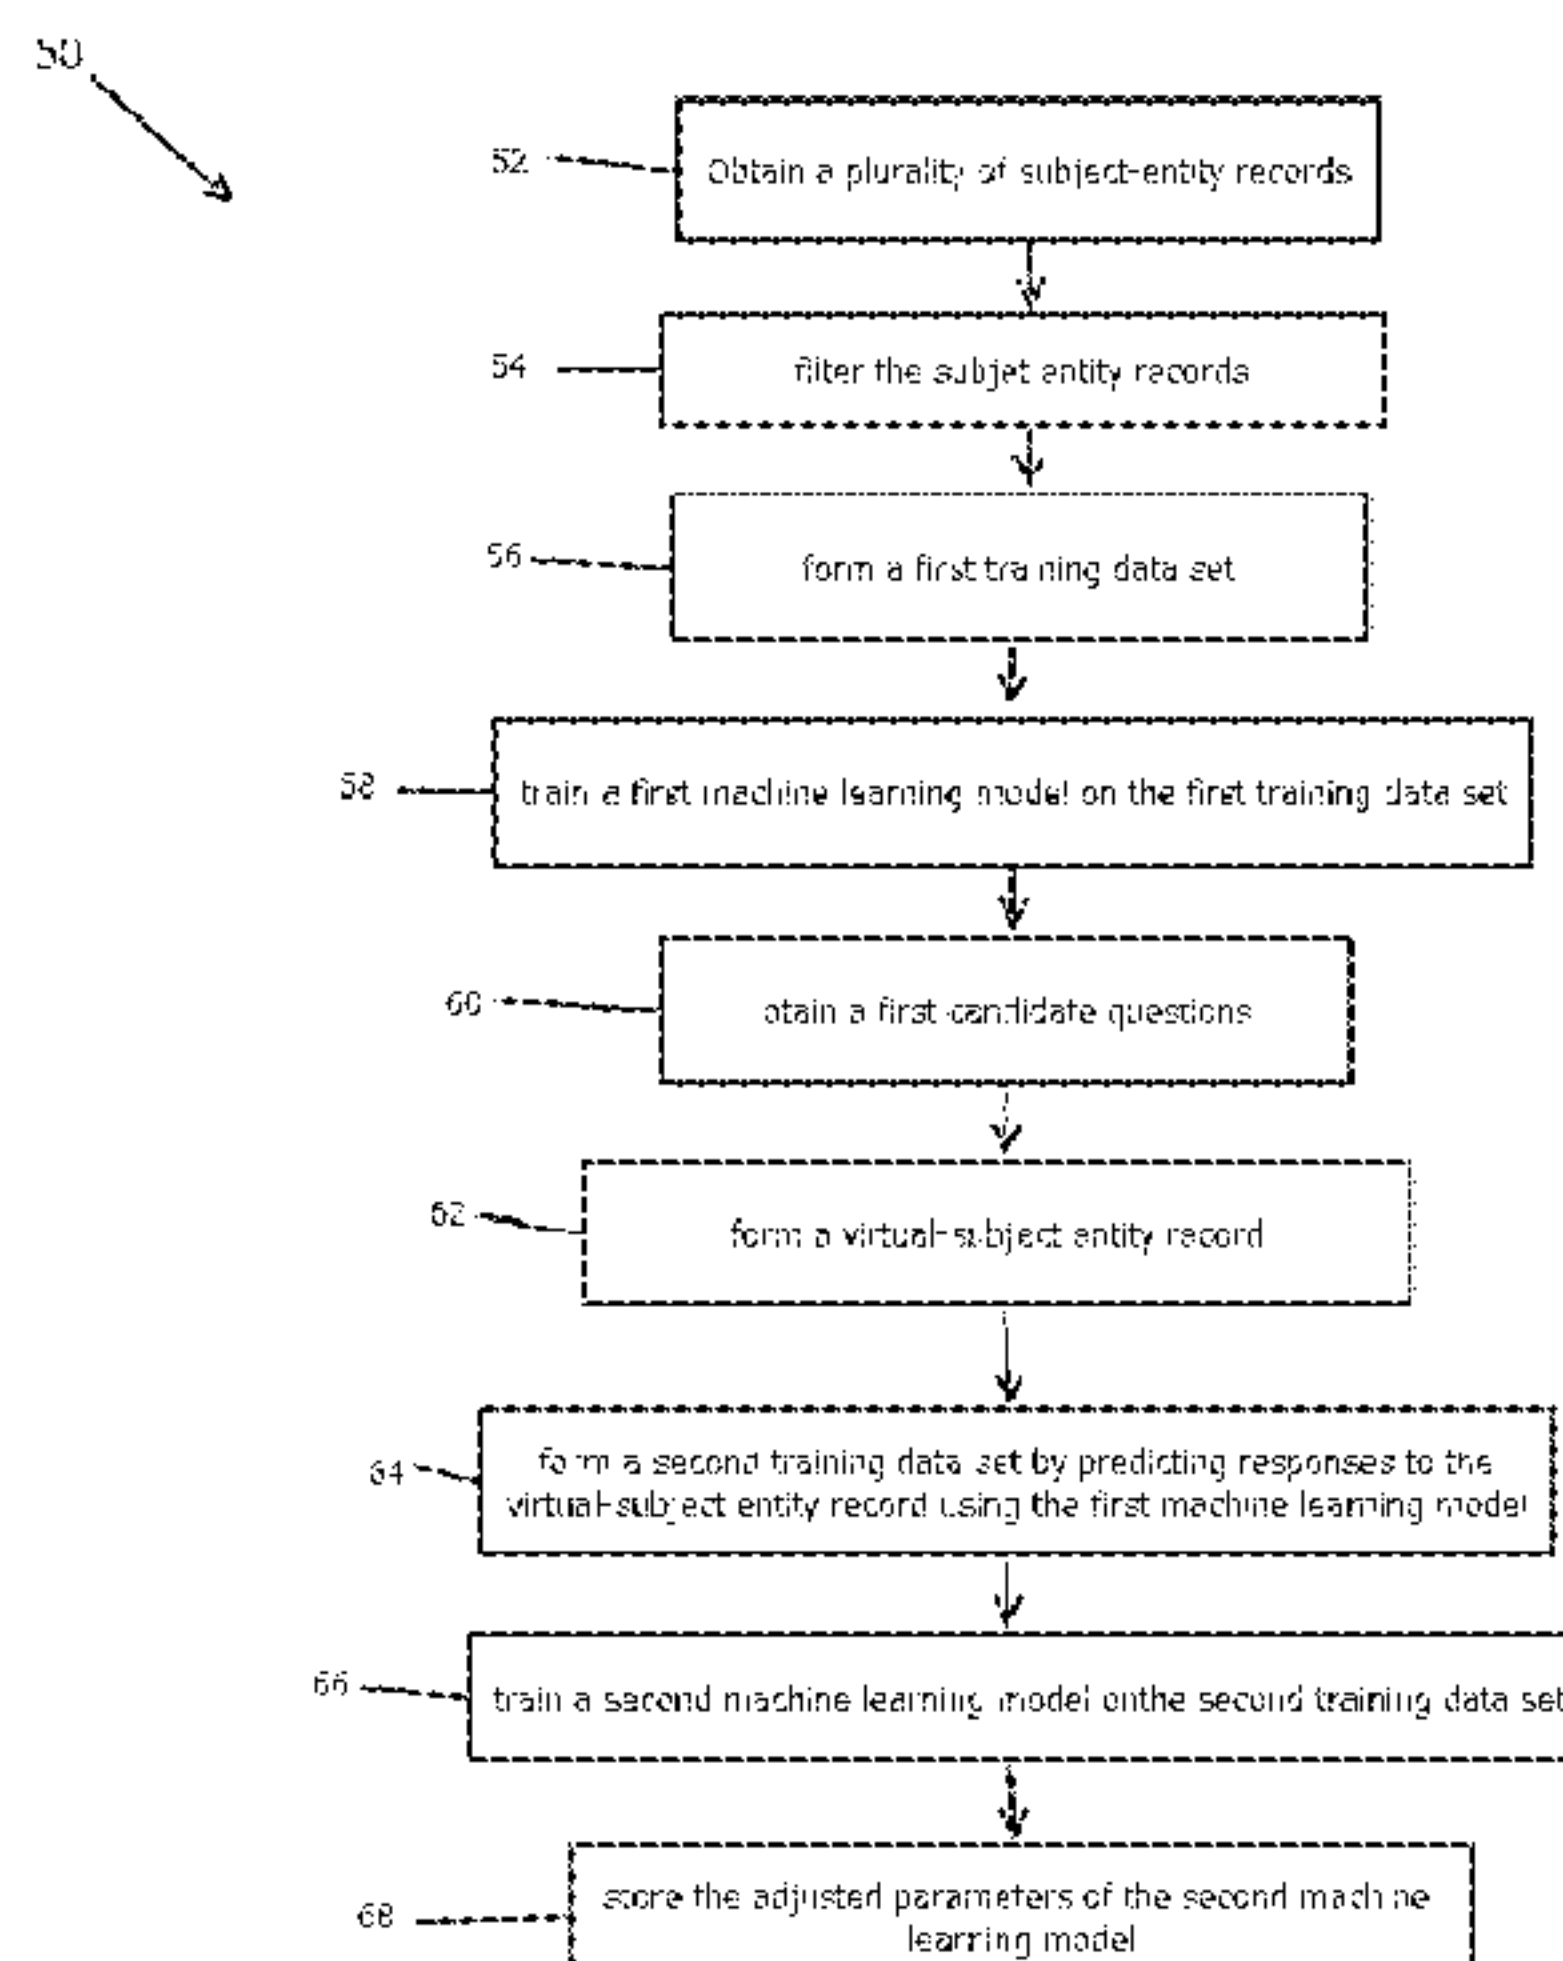 50
52
Obtain a plurality of subject-entity records
54
filter the subjet entity records
56
form a first training data set
58
train a first machine learning model on the first training data set
60
otain a first candidate questions
62
form a virtual-subject entity record
64
form a second training data set by predicting responses to the
virtual-subject entity record using the first machine learning model
66
train a second machine learning model onthe second training data set
68
store the adjusted parameters of the second machine
learning model